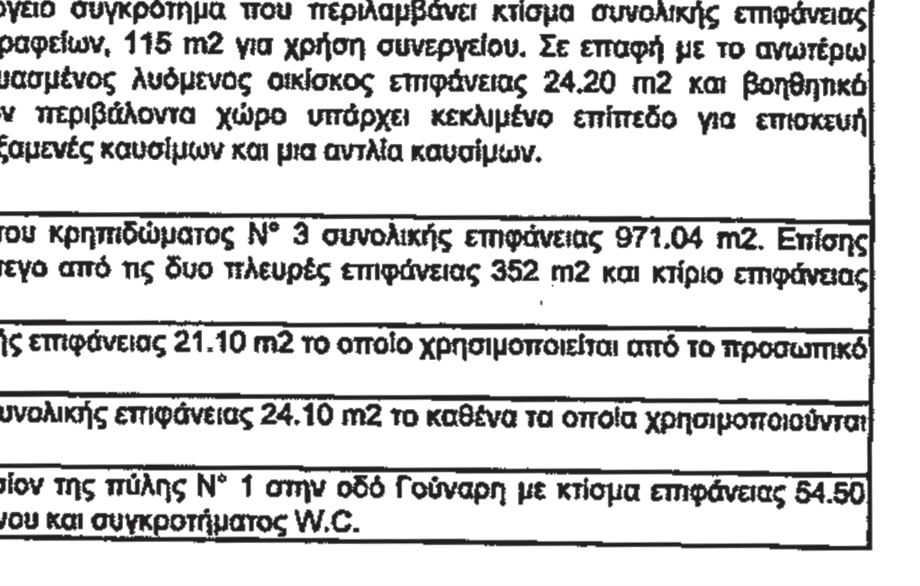 ργείο συγκρότημα που περιλαμβάνει κτίσμα συνολικής επιφάνειας
ραφείων, 115 m2 για χρήση συνεργείου. Σε επαφή με το ανωτέρω
υασμένος λυόμενος οικίσκος επιφάνειας 24.20 m2 και βοηθητικό
ν περιβάλοντα χώρο υπάρχει κεκλιμένο επίπεδο για επισκευή
ξαμενές καυσίμων και μια αντλία καυσίμων.
του κρηπιδώματος Ν° 3 συνολικής επιφάνειας 971.04 m2. Επίσης
τεγο από τις δυο πλευρές επιφάνειας 352 m2 και κτίριο επιφάνειας
ής επιφάνειας 21.10 m2 το οποίο χρησιμοποιείται από το προσωπικό
υνολικής επιφάνειας 24.10 m2 το καθένα τα οποία χρησιμοποιούνται
σίον της πύλης Ν° 1 στην οδό Γούναρη με κτίσμα επιφάνειας 54.50
νου και συγκροτήματος W.C.